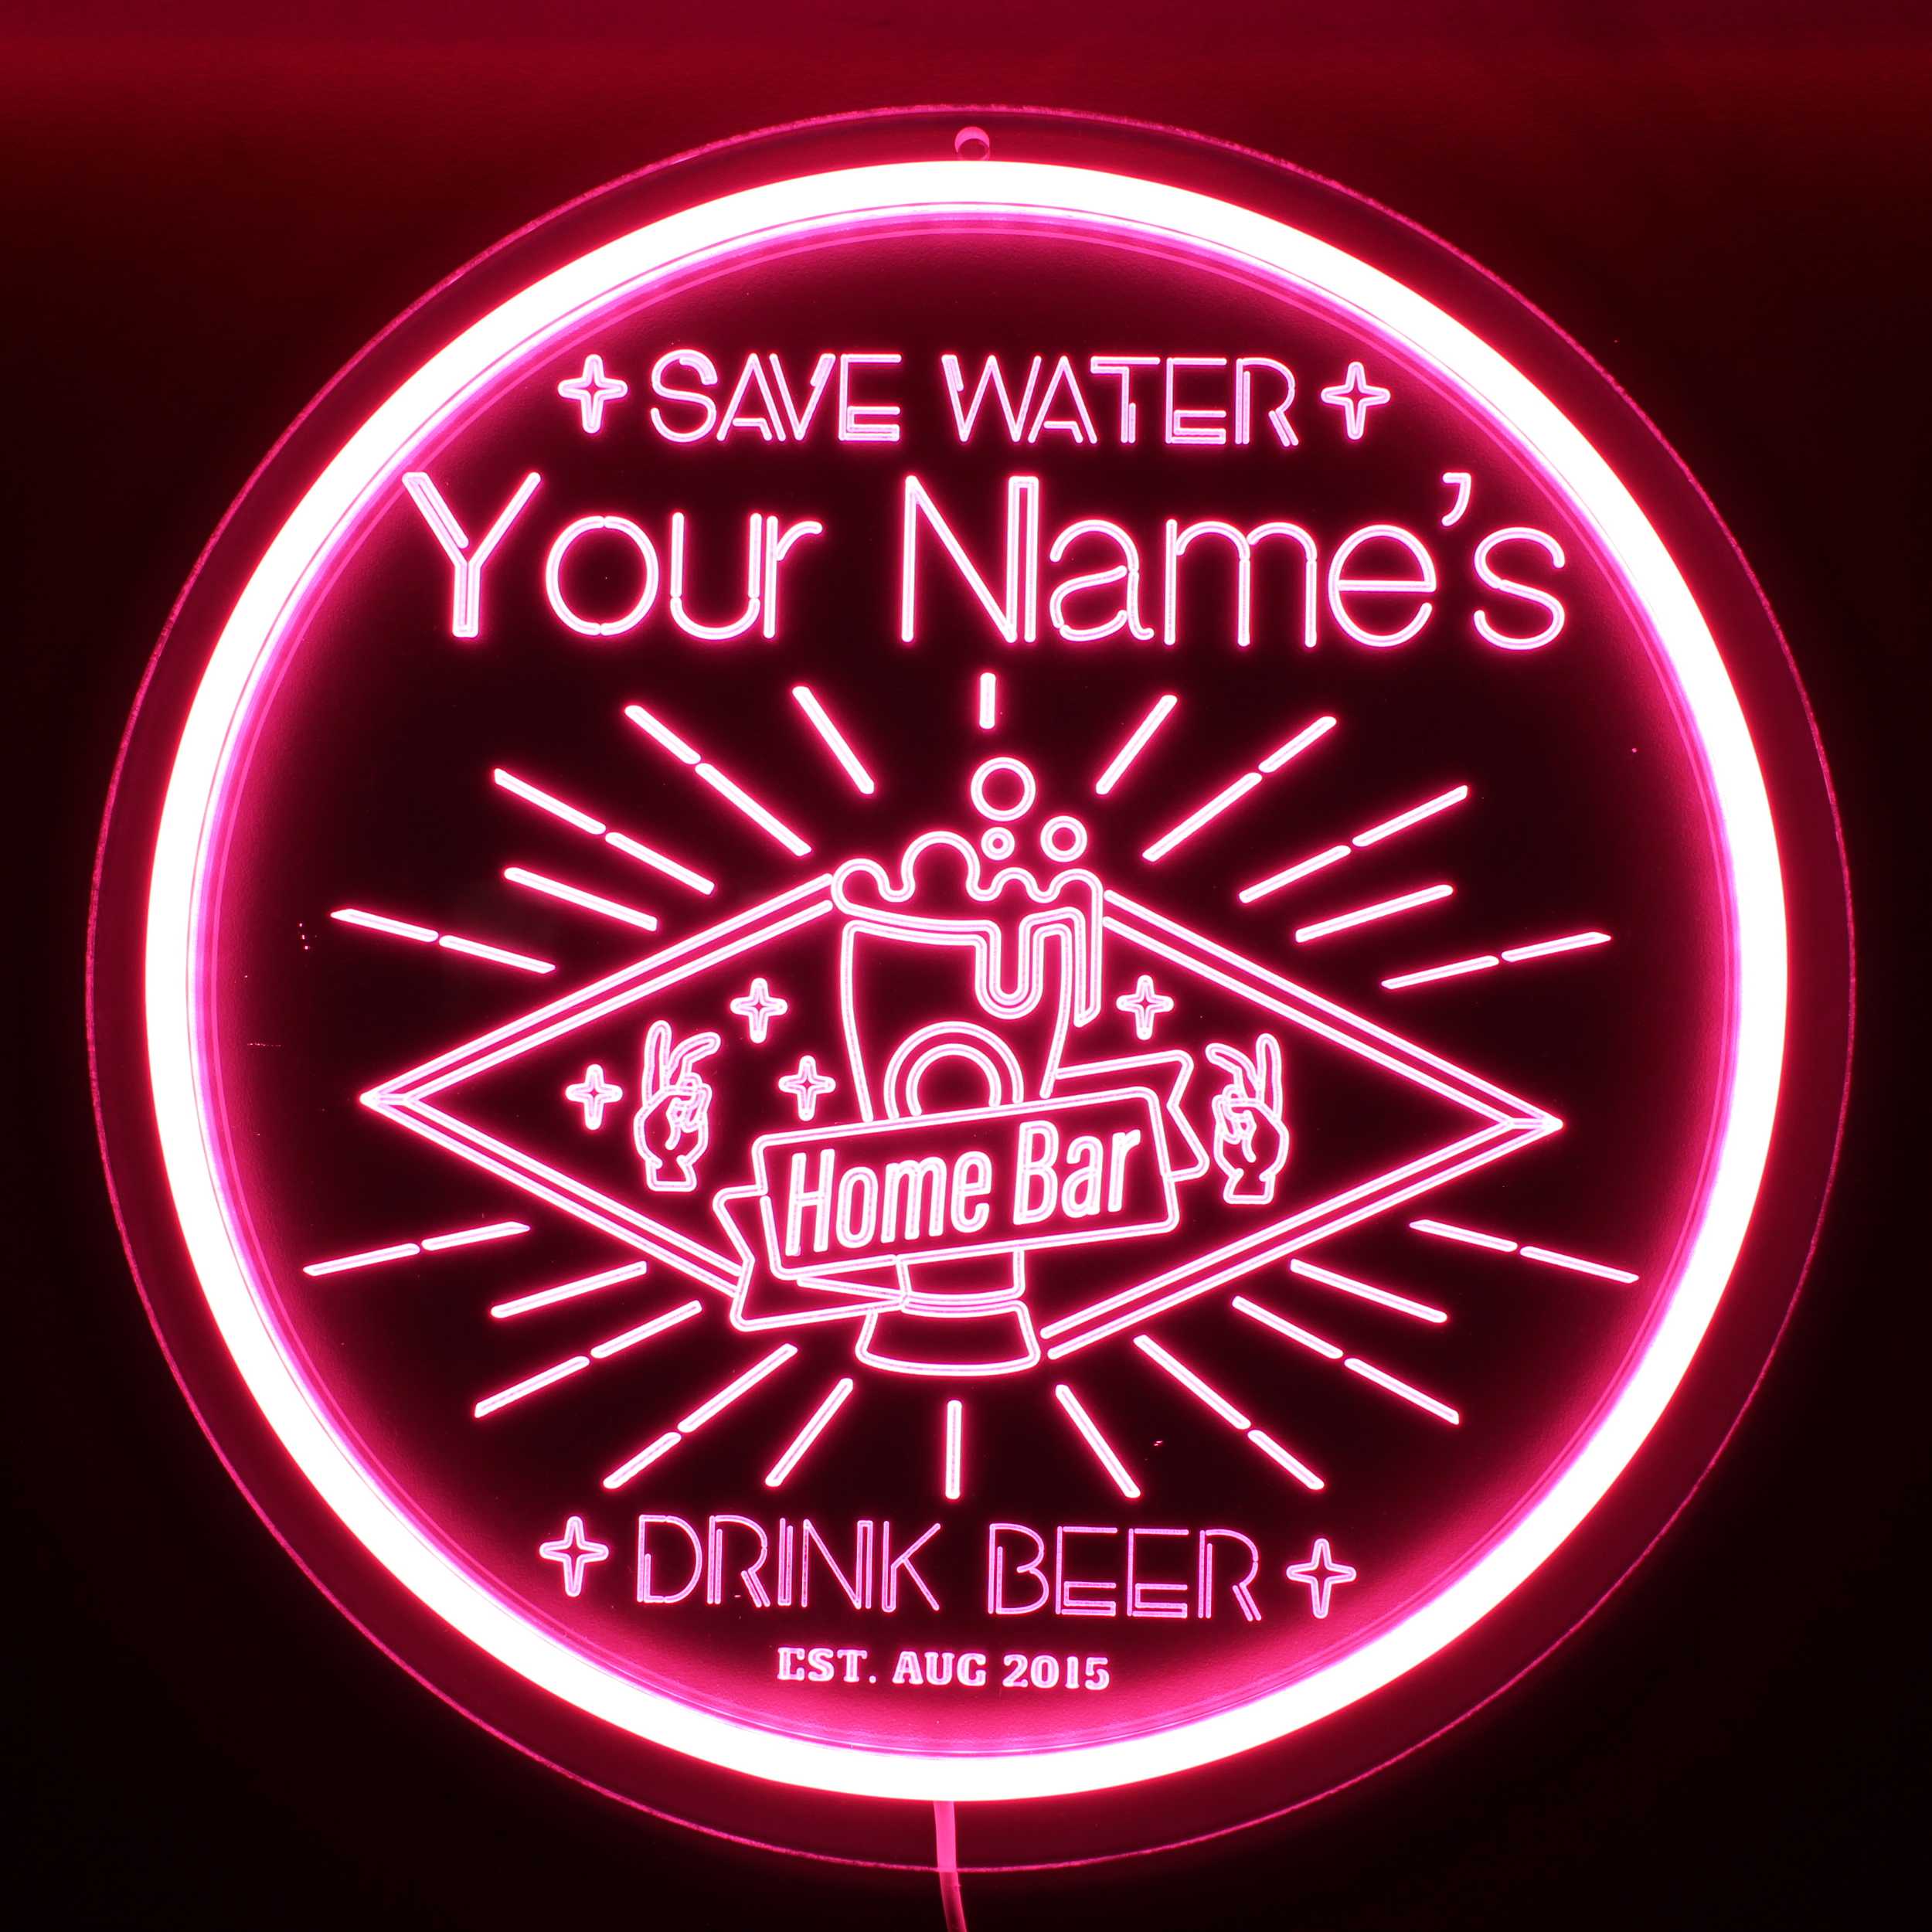 SAVE WATER
Your Name's
Home Bar
DRINK BEER
EST. AUG 2015